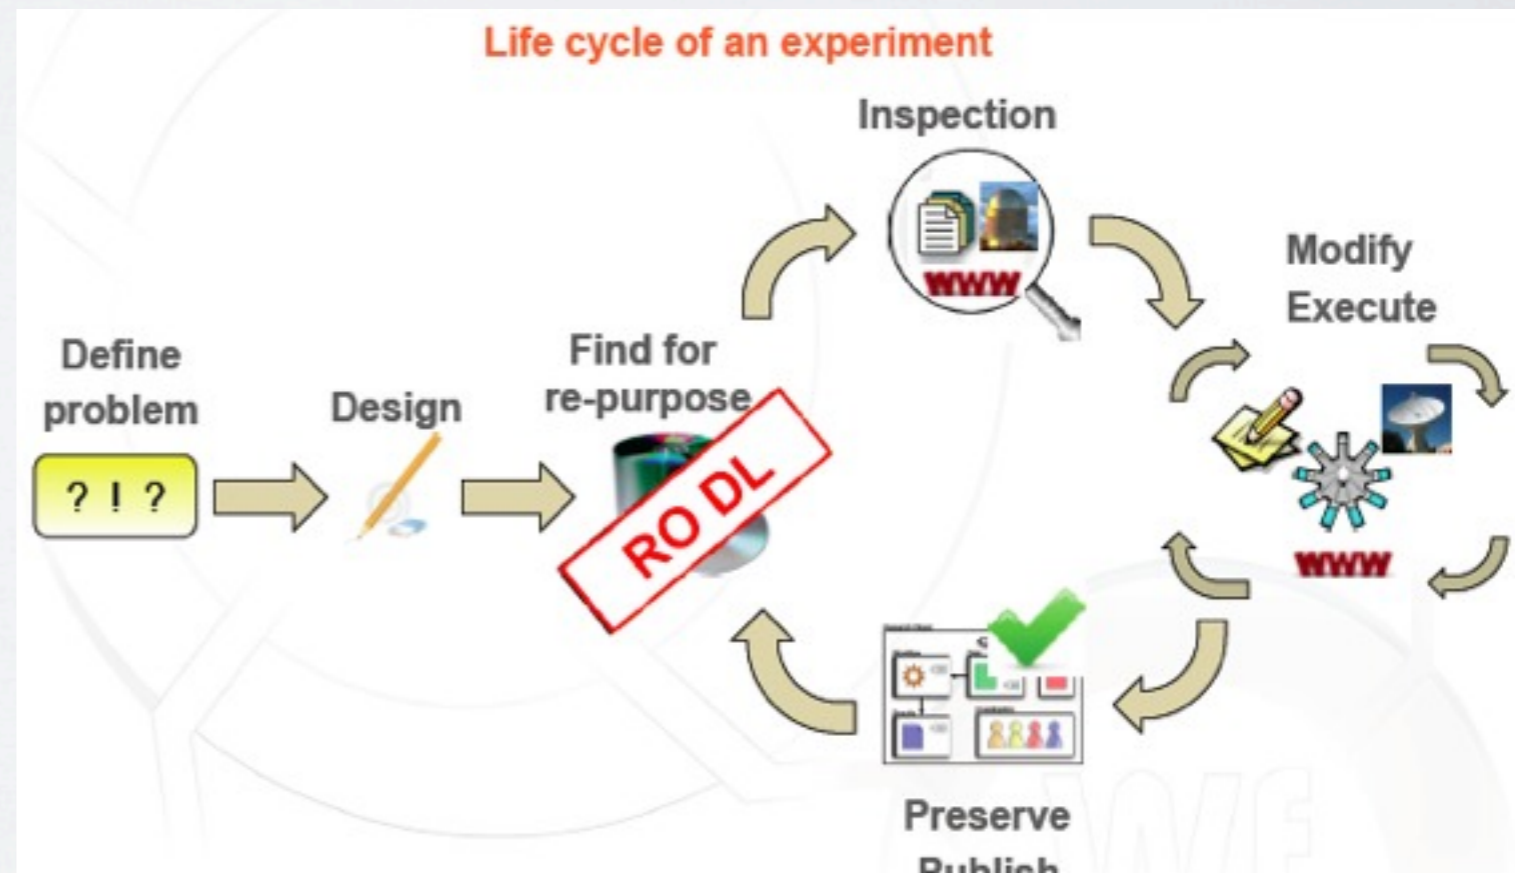 Life cycle of an experiment
Inspection
WWW
Modify
Execute
Define
problem
? ! ?
Design
Find for
re-purpose
RO DL
WWW
Preserve
Publish